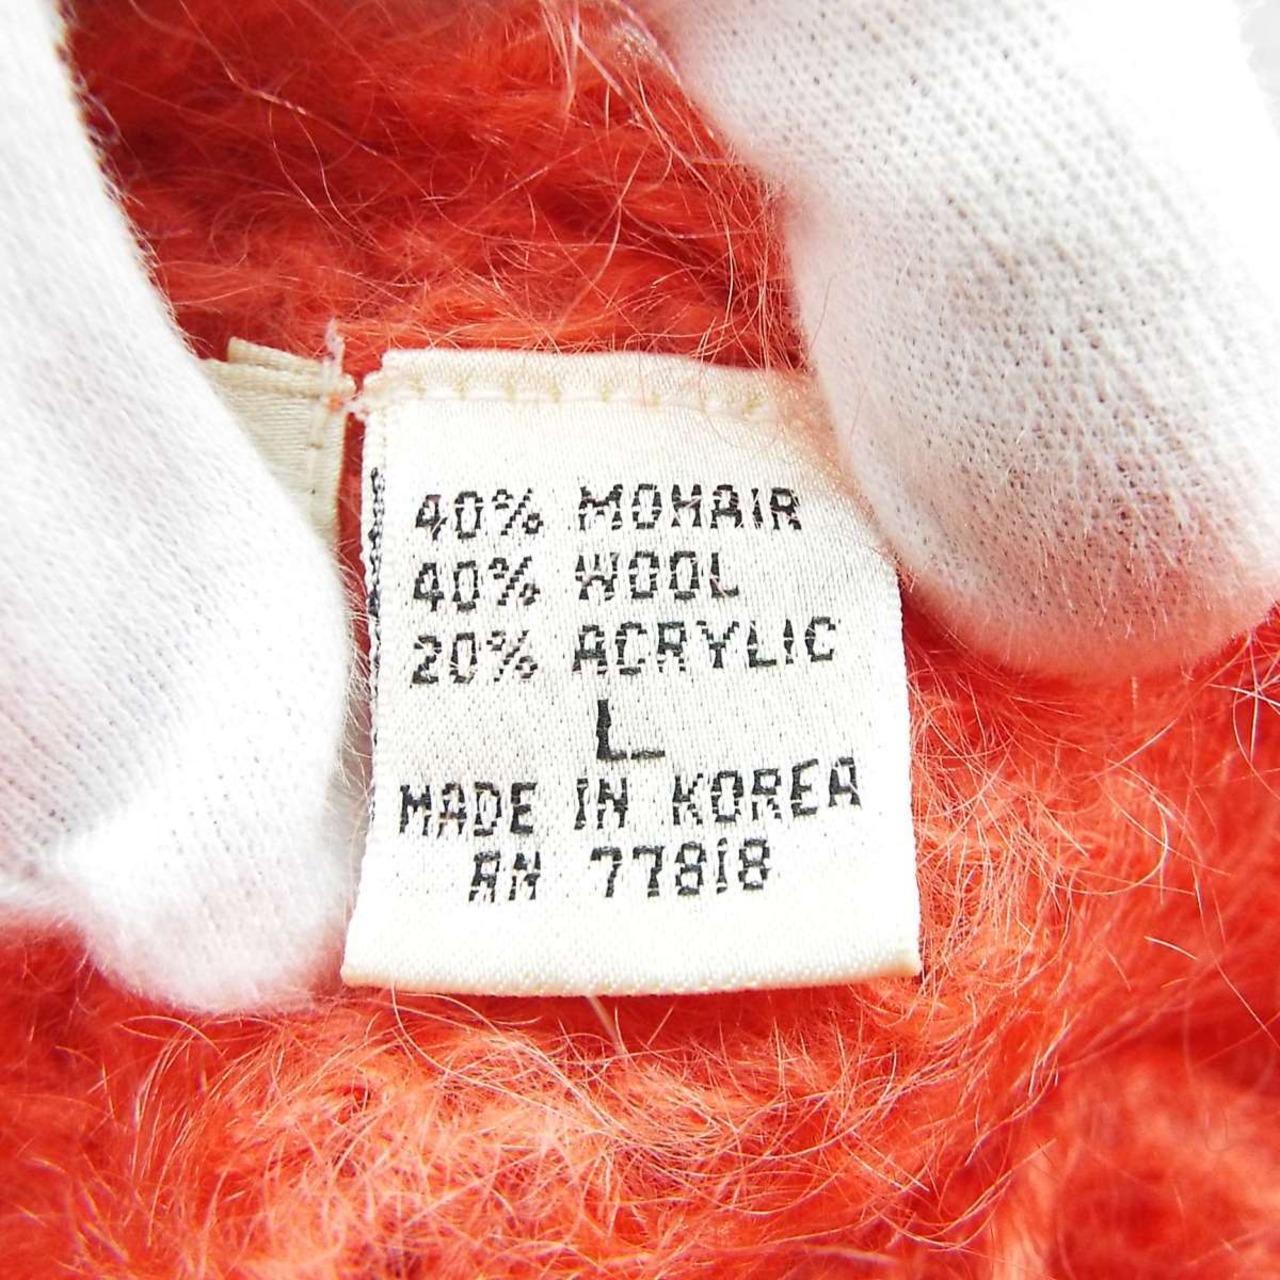 40% MOHAIR
40% WOOL
20% ACRYLIC
L
MADE IN KOREA
RN 77818